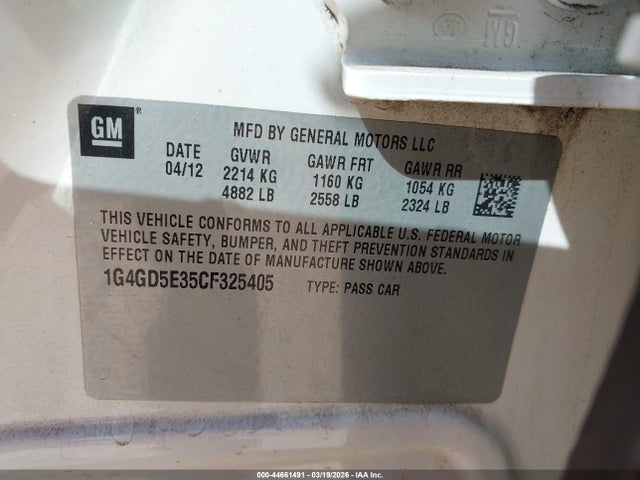 GM
GM ®
MFD BY GENERAL MOTORS LLC
DATE GVWR GAWR FRT GAWR RR
04/12 2214 KG 1160 KG 1054 KG
4882 LB 2558 LB 2324 LB
THIS VEHICLE CONFORMS TO ALL APPLICABLE U.S. FEDERAL MOTOR
VEHICLE SAFETY, BUMPER, AND THEFT PREVENTION STANDARDS IN
EFFECT ON THE DATE OF MANUFACTURE SHOWN ABOVE.
1G4GD5E35CF325405 TYPE: PASS CAR
000-44661491 | 03/19/2026 | IAA Inc.